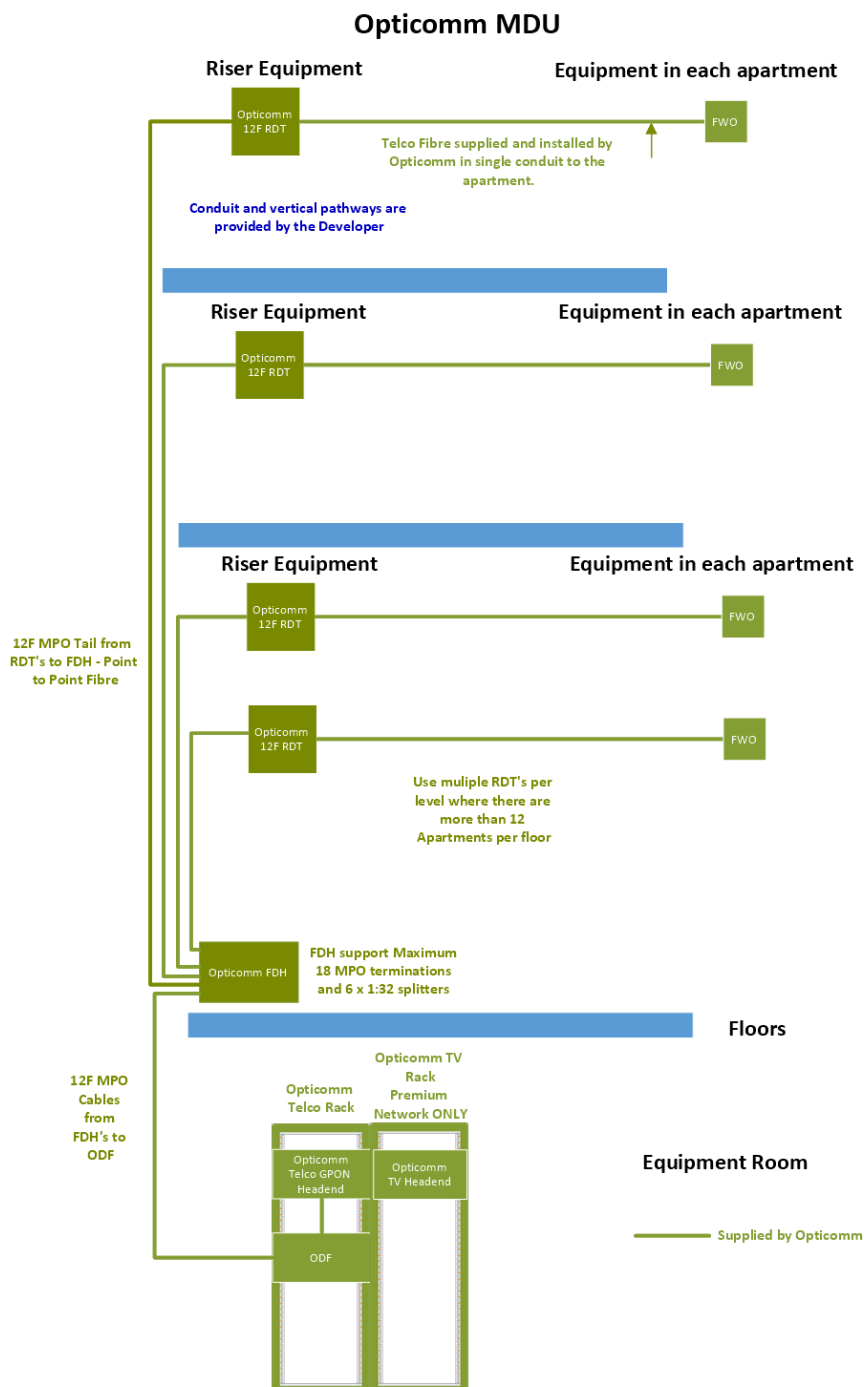 Opticomm MDU
Riser Equipment
Equipment in each apartment
Opticomm
12F RDT
FWO
Telco Fibre supplied and installed by
Opticomm in single conduit to the
apartment.
Conduit and vertical pathways are
provided by the Developer
Riser Equipment
Equipment in each apartment
Opticomm
12F RDT
FWO
Riser Equipment
Equipment in each apartment
Opticomm
12F RDT
FWO
12F MPO Tail from
RDT's to FDH - Point
to Point Fibre
Opticomm
12F RDT
FWO
Use muliple RDT's per
level where there are
more than 12
Apartments per floor
Opticomm FDH
FDH support Maximum
18 MPO terminations
and 6 x 1:32 splitters
Floors
12F MPO
Cables
from
FDH's to
ODF
Opticomm
Telco Rack
Opticomm TV
Rack
Premium
Network ONLY
Opticomm
Telco GPON
Headend
Opticomm
TV Headend
Equipment Room
Supplied by Opticomm
ODF